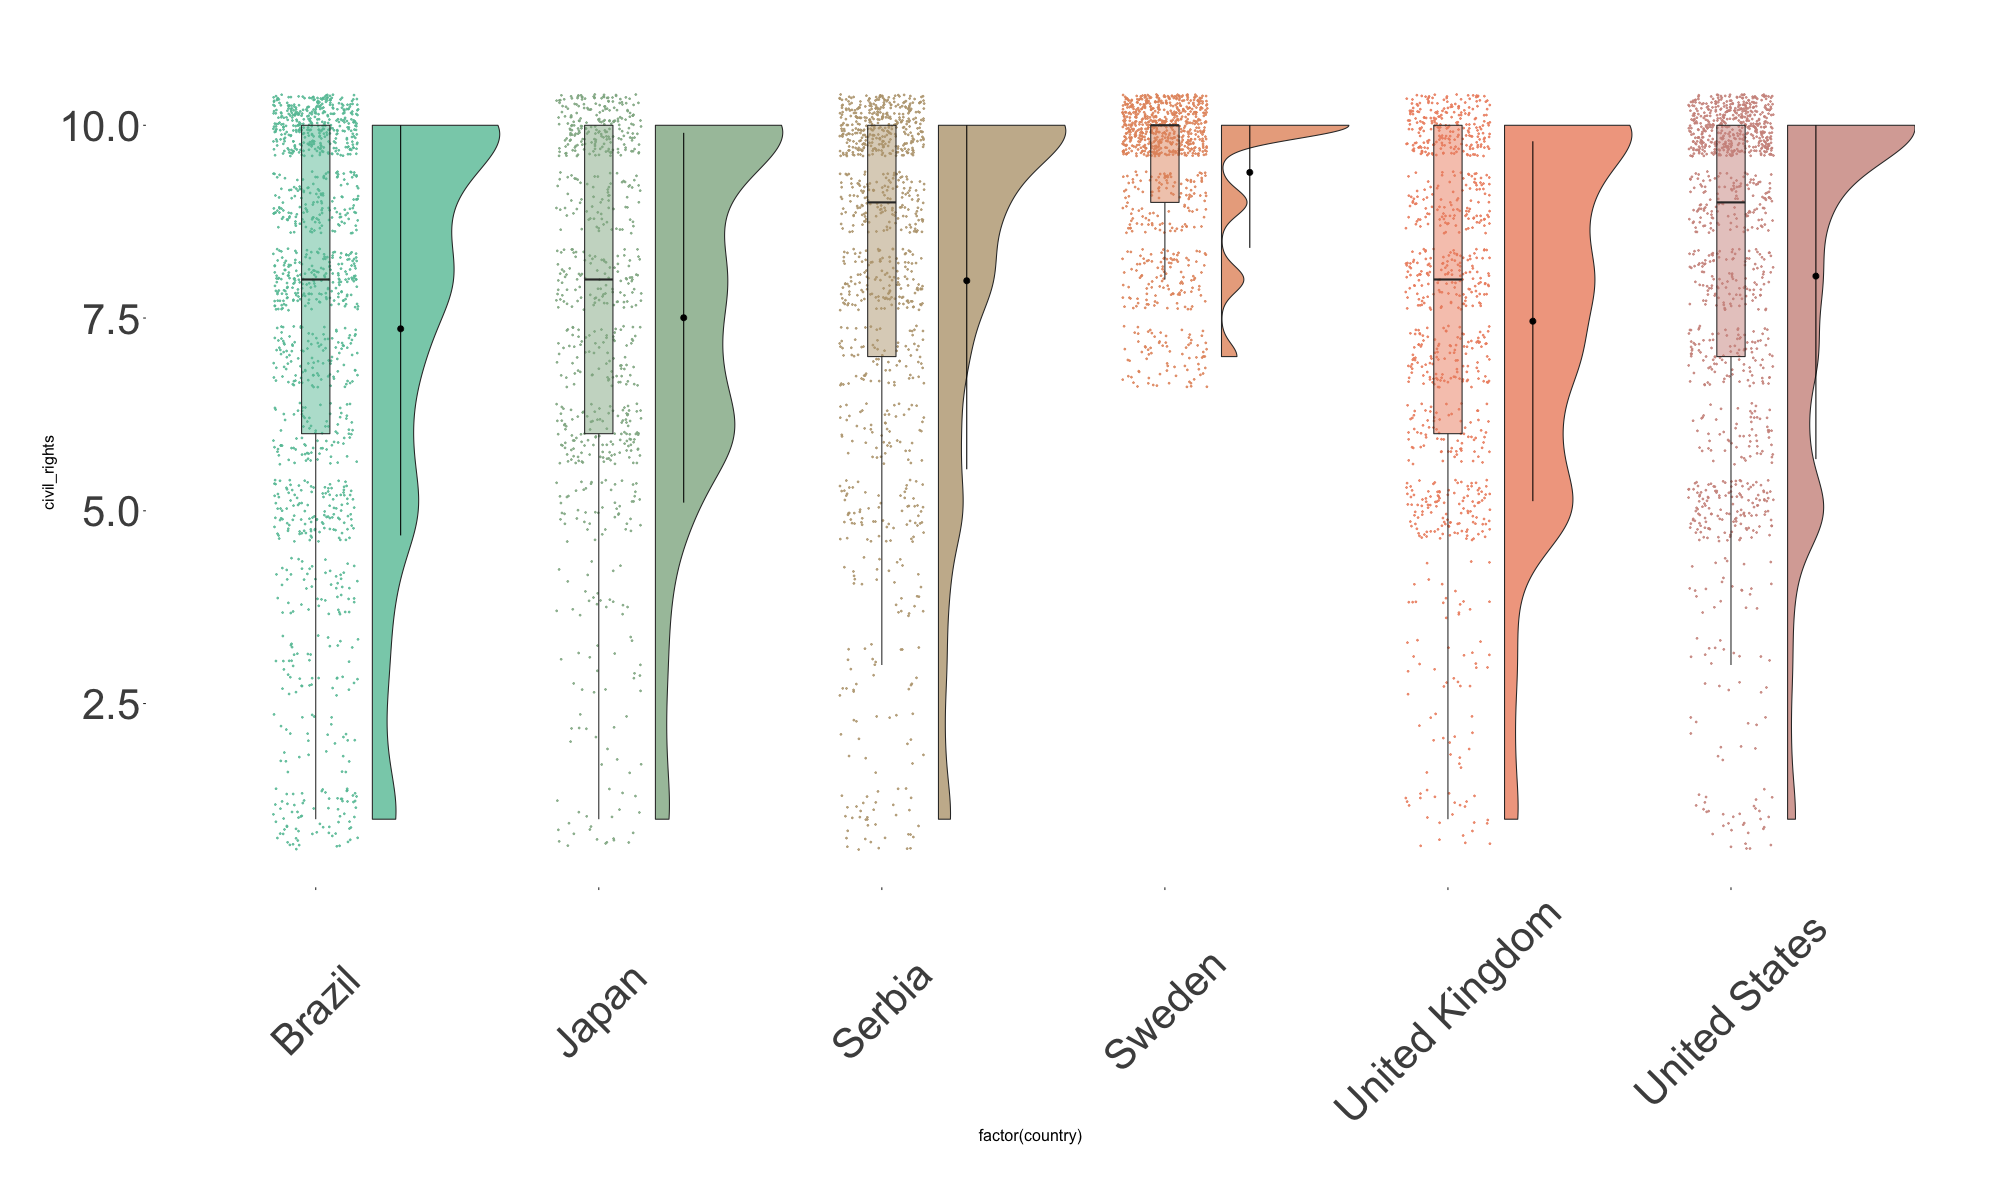 10.0
7.5
5.0
2.5
civil_rights
Brazil
Japan
Serbia
Sweden
United Kingdom
United States
factor(country)